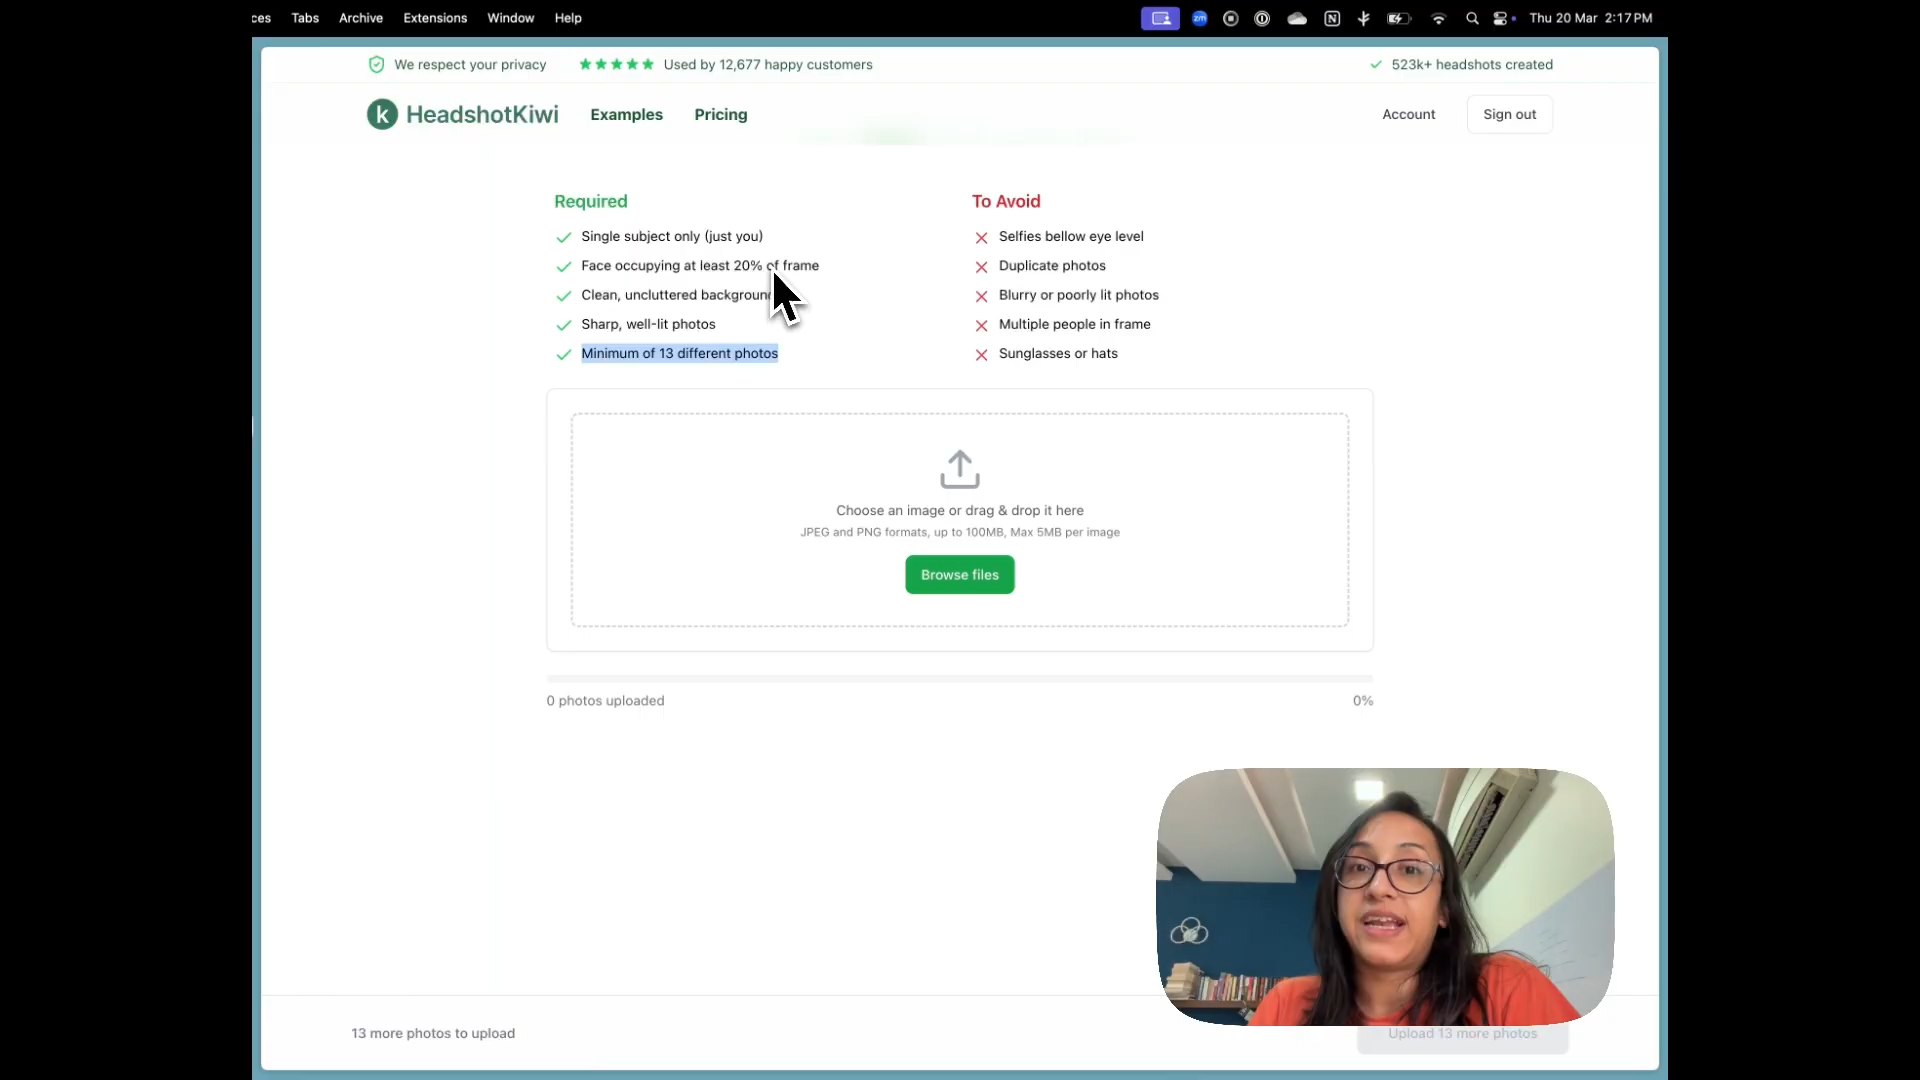 ces Tabs Archive Extensions Window Help zm N Thu 20 Mar 2:17 PM
We respect your privacy Used by 12,677 happy customers 523k+ headshots created
k HeadshotKiwi Examples Pricing Account Sign out
Required
Single subject only (just you)
Face occupying at least 20% of frame
Clean, uncluttered background
Sharp, well-lit photos
Minimum of 13 different photos
To Avoid
Selfies bellow eye level
Duplicate photos
Blurry or poorly lit photos
Multiple people in frame
Sunglasses or hats
Choose an image or drag & drop it here
JPEG and PNG formats, up to 100MB, Max 5MB per image
Browse files
0 photos uploaded 0%
13 more photos to upload Upload 13 more photos